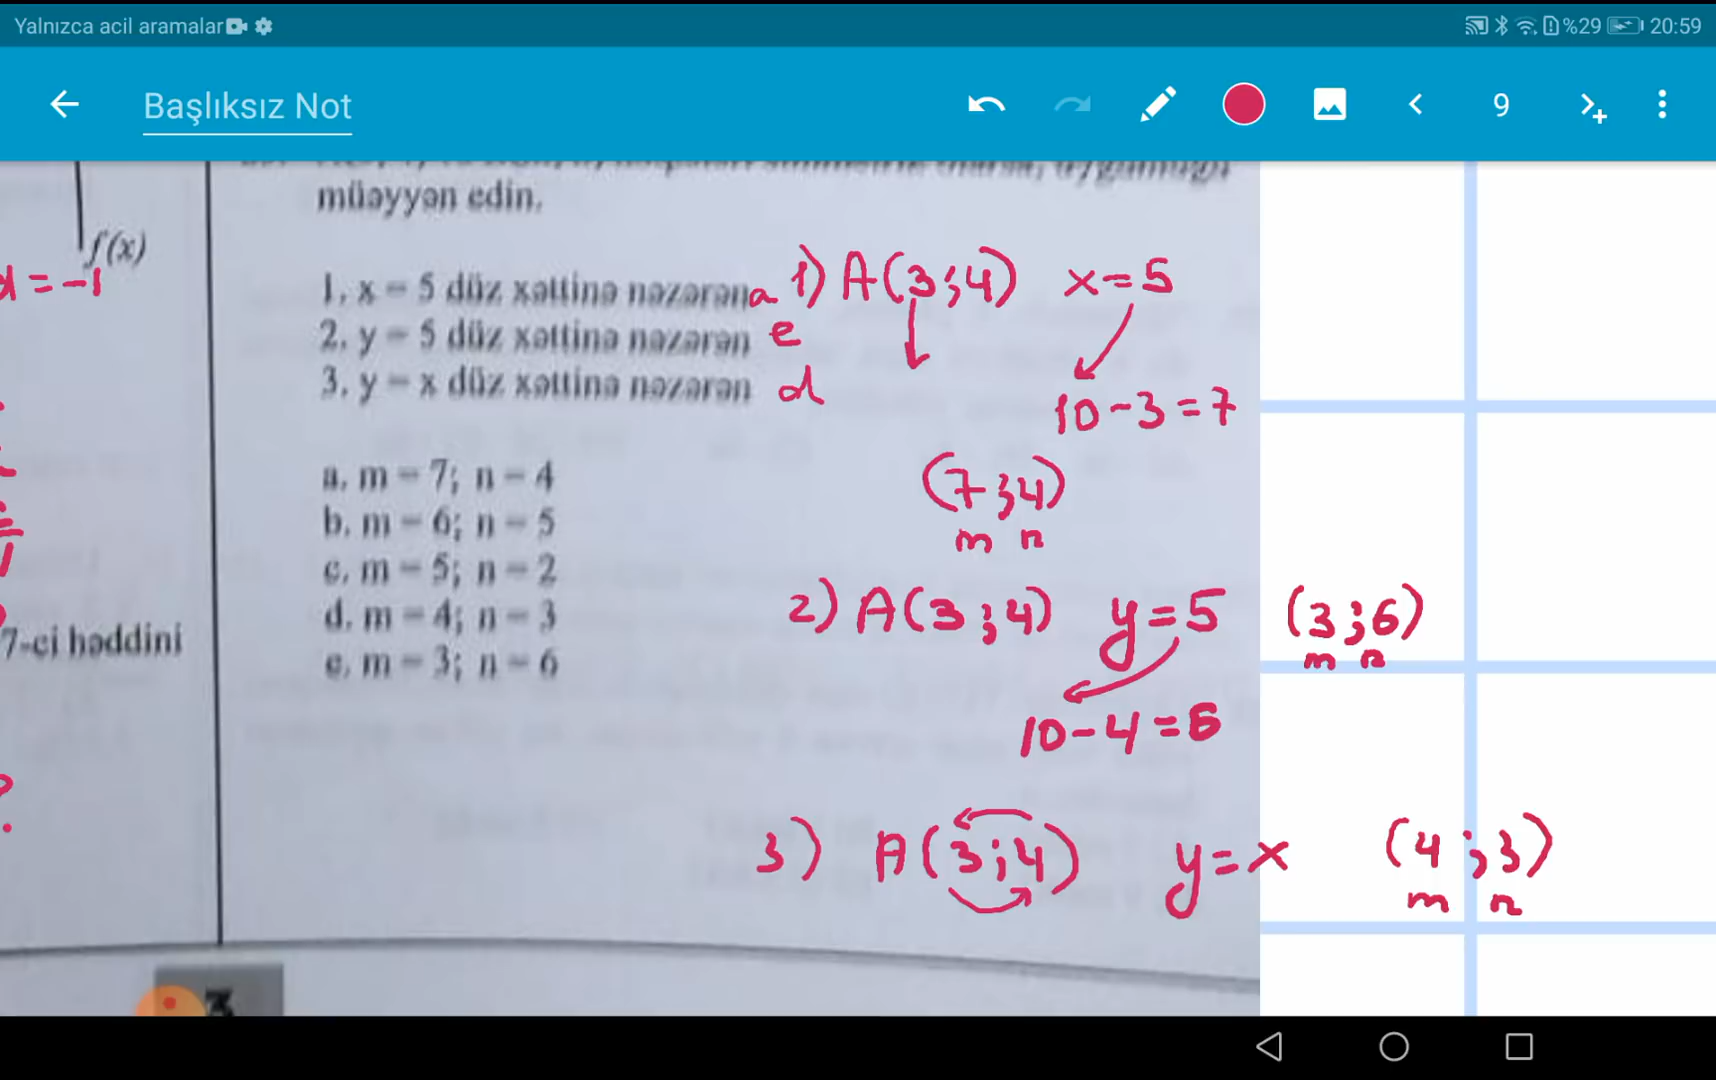 Yalnızca acil aramalar
%29 20:59
Başlıksız Not
9
müəyyən edin.
f(x)
d = -1
1. x = 5 düz xəttinə nəzərən a
2. y = 5 düz xəttinə nəzərən e
3. y = x düz xəttinə nəzərən d
a. m = 7; n = 4
b. m = 6; n = 5
c. m = 5; n = 2
d. m = 4; n = 3
e. m = 3; n = 6
7-ci həddini
3
1) A(3;4) x=5
10-3=7
(7;4)
m n
2) A(3;4) y=5 (3;6)
m n
10-4=6
3) A(3;4) y=x (4;3)
m n